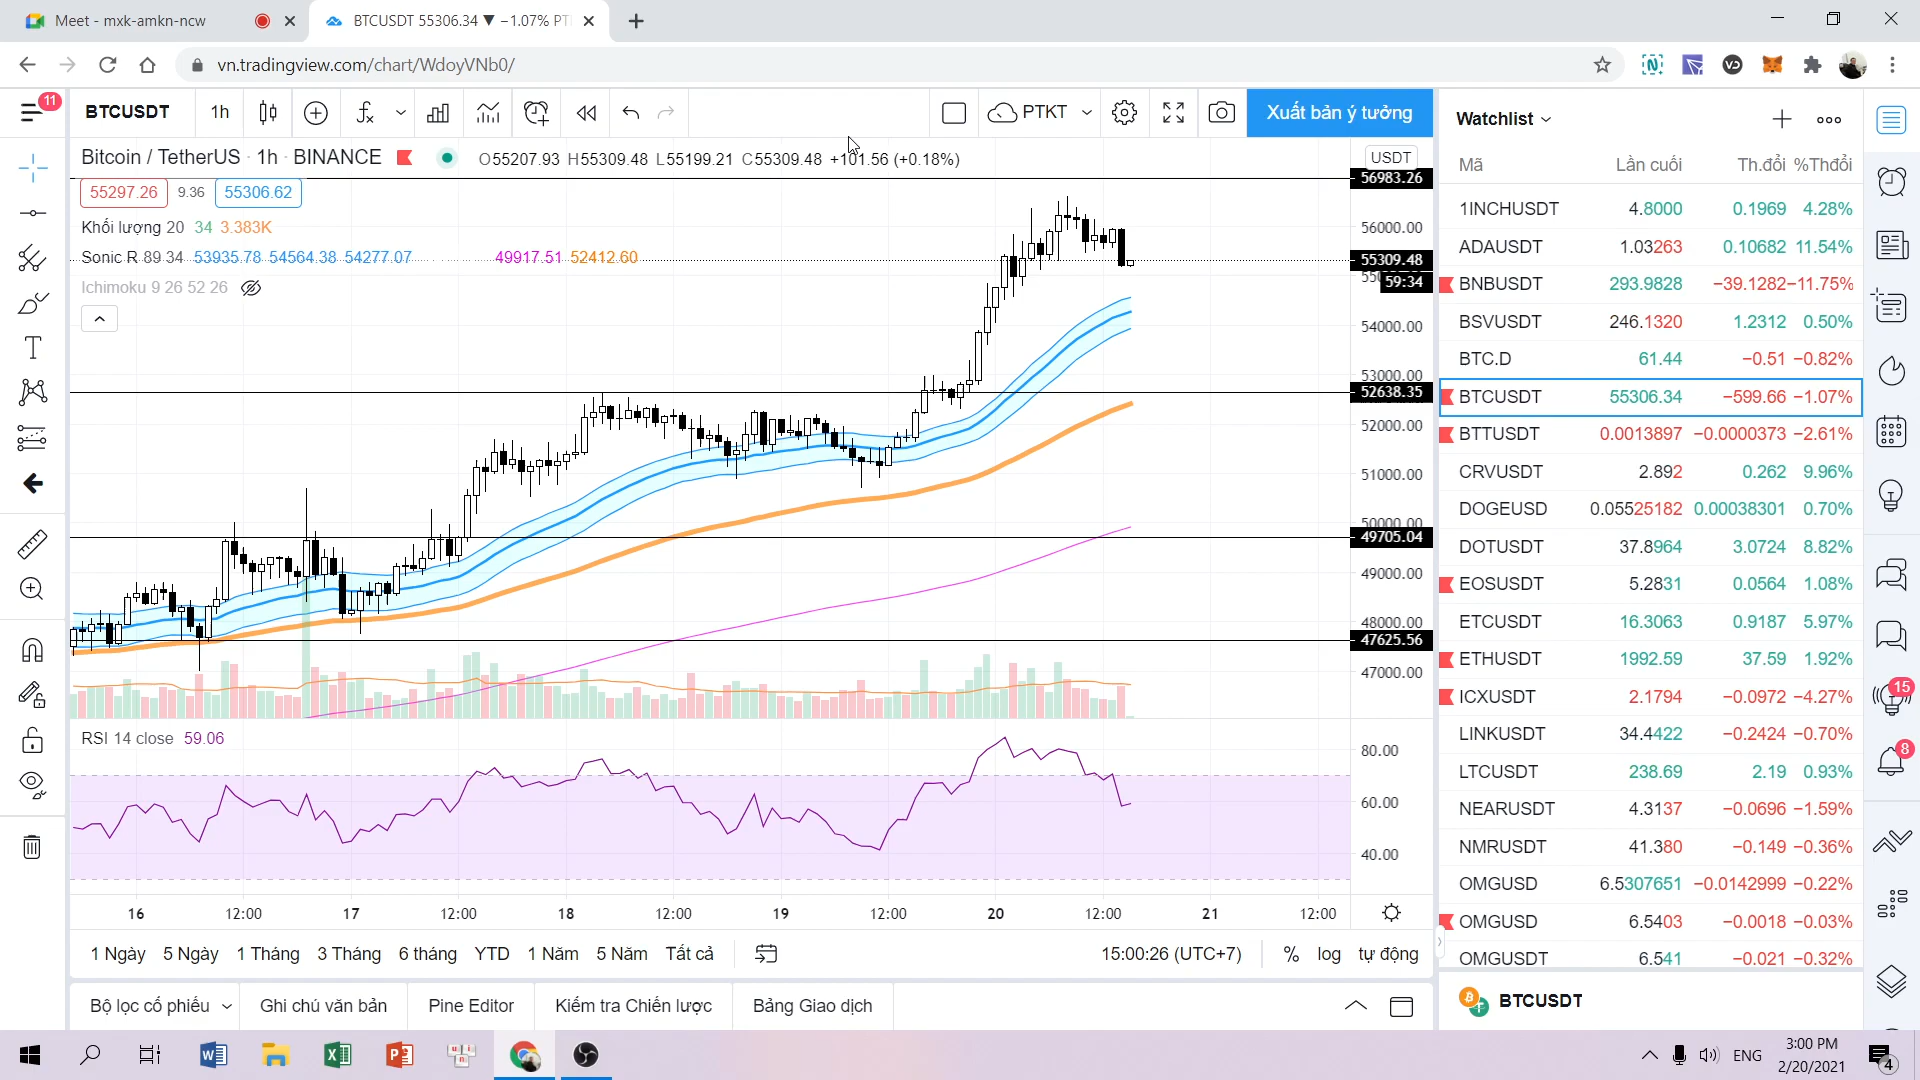 Meet - mxk-amkn-ncw
BTCUSDT 55306.34 ▼ −1.07% PT
vn.tradingview.com/chart/WdoyVNb0/
11
BTCUSDT
1h
PTKT
Xuất bản ý tưởng
Bitcoin / TetherUS · 1h · BINANCE
O55207.93 H55309.48 L55199.21 C55309.48 +101.56 (+0.18%)
55297.26 9.36 55306.62
Khối lượng 20 34 3.383K
Sonic R 89 34 53935.78 54564.38 54277.07 49917.51 52412.60
Ichimoku 9 26 52 26
USDT
56983.26
56000.00
55309.48
59:34
54000.00
53000.00
52638.35
52000.00
51000.00
50000.00
49705.04
49000.00
48000.00
47625.56
47000.00
RSI 14 close 59.06
80.00
60.00
40.00
16 12:00 17 12:00 18 12:00 19 12:00 20 12:00 21 12:00
1 Ngày 5 Ngày 1 Tháng 3 Tháng 6 tháng YTD 1 Năm 5 Năm Tất cả
15:00:26 (UTC+7) % log tự động
Bộ lọc cổ phiếu
Ghi chú văn bản
Pine Editor
Kiểm tra Chiến lược
Bảng Giao dịch
Watchlist
Mã Lần cuối Th.đổi %Thđổi
1INCHUSDT 4.8000 0.1969 4.28%
ADAUSDT 1.03263 0.10682 11.54%
BNBUSDT 293.9828 −39.1282 −11.75%
BSVUSDT 246.1320 1.2312 0.50%
BTC.D 61.44 −0.51 −0.82%
BTCUSDT 55306.34 −599.66 −1.07%
BTTUSDT 0.0013897 −0.0000373 −2.61%
CRVUSDT 2.892 0.262 9.96%
DOGEUSD 0.05525182 0.00038301 0.70%
DOTUSDT 37.8964 3.0724 8.82%
EOSUSDT 5.2831 0.0564 1.08%
ETCUSDT 16.3063 0.9187 5.97%
ETHUSDT 1992.59 37.59 1.92%
ICXUSDT 2.1794 −0.0972 −4.27%
LINKUSDT 34.4422 −0.2424 −0.70%
LTCUSDT 238.69 2.19 0.93%
NEARUSDT 4.3137 −0.0696 −1.59%
NMRUSDT 41.380 −0.149 −0.36%
OMGUSD 6.5307651 −0.0142999 −0.22%
OMGUSD 6.5403 −0.0018 −0.03%
OMGUSDT 6.541 −0.021 −0.32%
BTCUSDT
15
8
ENG
3:00 PM
2/20/2021
4